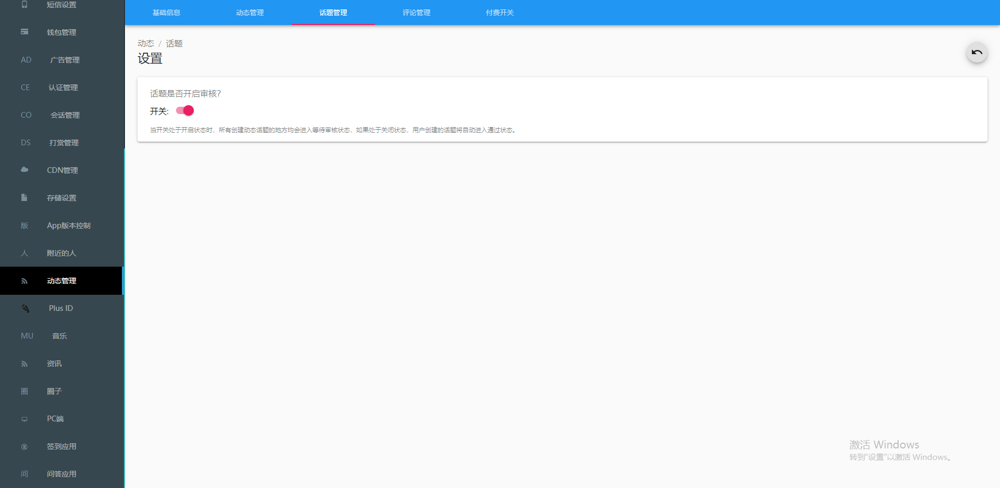 短信设置
钱包管理
AD 广告管理
CE 认证管理
CO 会话管理
DS 打赏管理
CDN管理
存储设置
版 App版本控制
人 附近的人
动态管理
Plus ID
MU 音乐
资讯
圈 圈子
PC端
签到应用
问 问答应用
基础信息 动态管理 话题管理 评论管理 付费开关
动态 / 话题
设置
话题是否开启审核?
开关:
当开关处于开启状态时，所有创建动态话题的地方均会进入等待审核状态，如果处于关闭状态，用户创建的话题将自动进入通过状态。
激活 Windows
转到"设置"以激活 Windows。